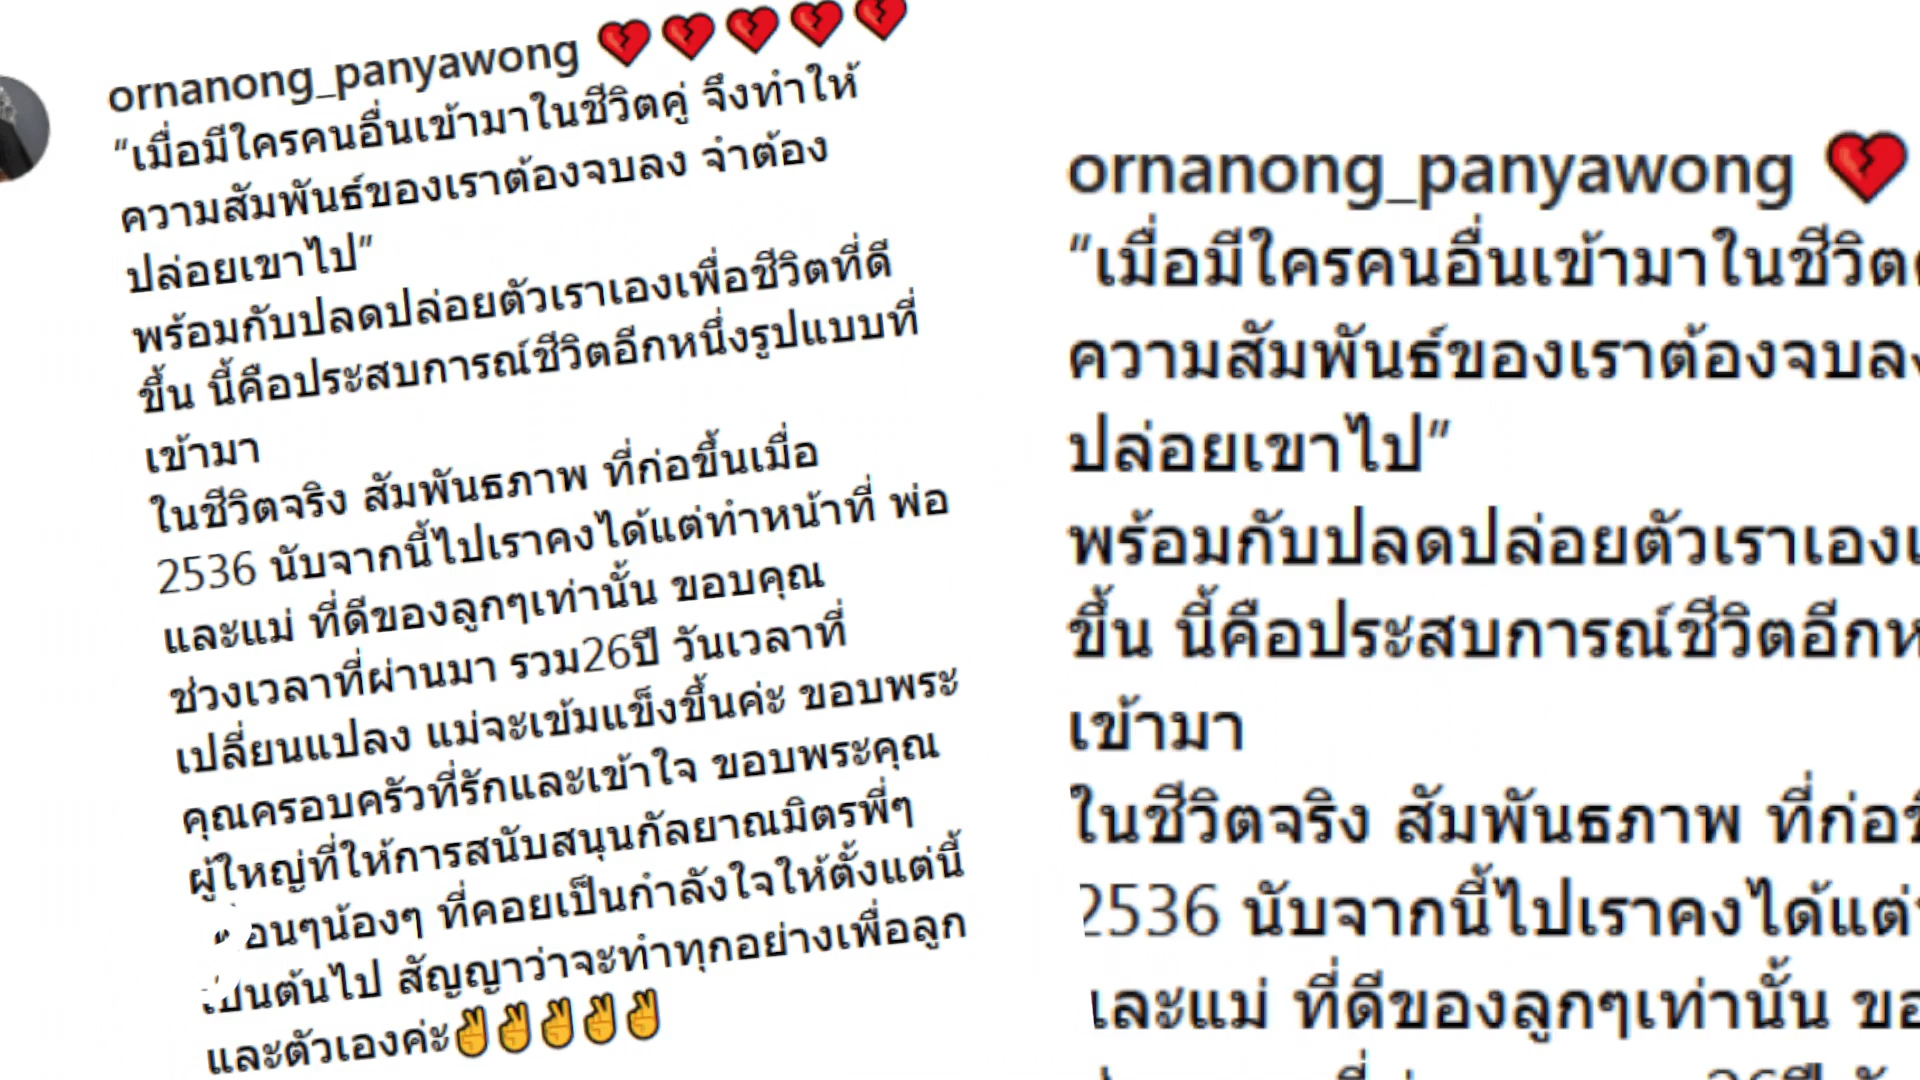 ornanong_panyawong 💔💔💔💔💔
"เมื่อมีใครคนอื่นเข้ามาในชีวิตคู่ จึงทำให้
ความสัมพันธ์ของเราต้องจบลง จำต้อง
ปล่อยเขาไป"
พร้อมกับปลดปล่อยตัวเราเองเพื่อชีวิตที่ดี
ขึ้น นี้คือประสบการณ์ชีวิตอีกหนึ่งรูปแบบที่
เข้ามา
ในชีวิตจริง สัมพันธภาพ ที่ก่อขึ้นเมื่อ
2536 นับจากนี้ไปเราคงได้แต่ทำหน้าที่ พ่อ
และแม่ ที่ดีของลูกๆเท่านั้น ขอบคุณ
ช่วงเวลาที่ผ่านมา รวม26ปี วันเวลาที่
เปลี่ยนแปลง แม่จะเข้มแข็งขึ้นค่ะ ขอบพระ
คุณครอบครัวที่รักและเข้าใจ ขอบพระคุณ
ผู้ใหญ่ที่ให้การสนับสนุนกัลยาณมิตรพี่ๆ
อนๆน้องๆ ที่คอยเป็นกำลังใจให้ตั้งแต่นี้
เป็นต้นไป สัญญาว่าจะทำทุกอย่างเพื่อลูก
และตัวเองค่ะ✌✌✌✌✌
ornanong_panyawong 💔
"เมื่อมีใครคนอื่นเข้ามาในชีวิต
ความสัมพันธ์ของเราต้องจบลง
ปล่อยเขาไป"
พร้อมกับปลดปล่อยตัวเราเอง
ขึ้น นี้คือประสบการณ์ชีวิตอีกห
เข้ามา
ในชีวิตจริง สัมพันธภาพ ที่ก่อ
2536 นับจากนี้ไปเราคงได้แต่
และแม่ ที่ดีของลูกๆเท่านั้น ขอ